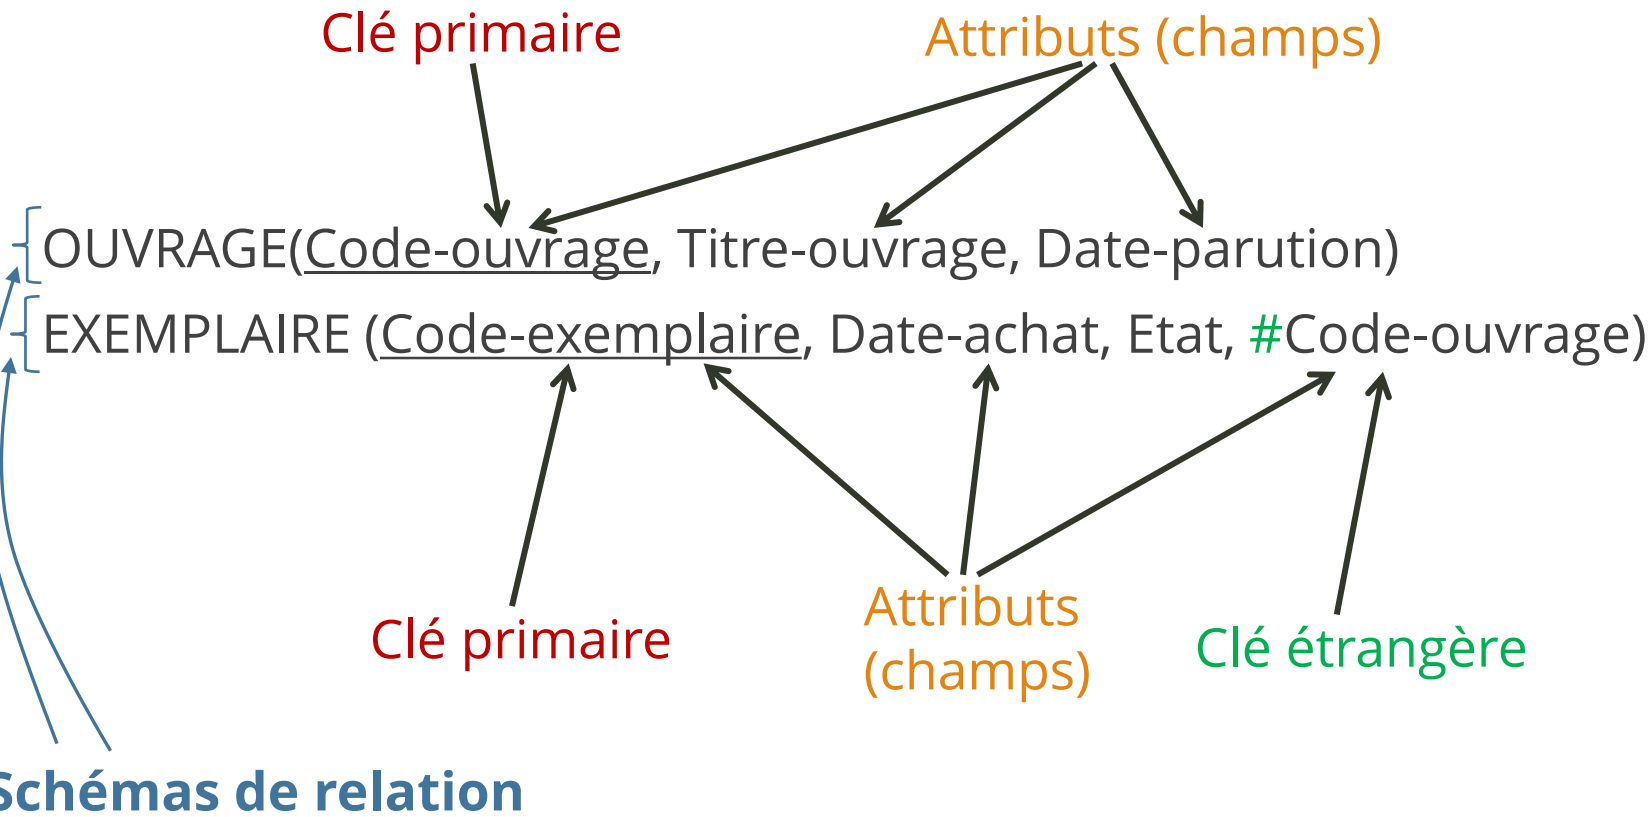 Clé primaire
Attributs (champs)
OUVRAGE(Code-ouvrage, Titre-ouvrage, Date-parution)
EXEMPLAIRE (Code-exemplaire, Date-achat, Etat, #Code-ouvrage)
Clé primaire
Attributs
(champs)
Clé étrangère
Schémas de relation